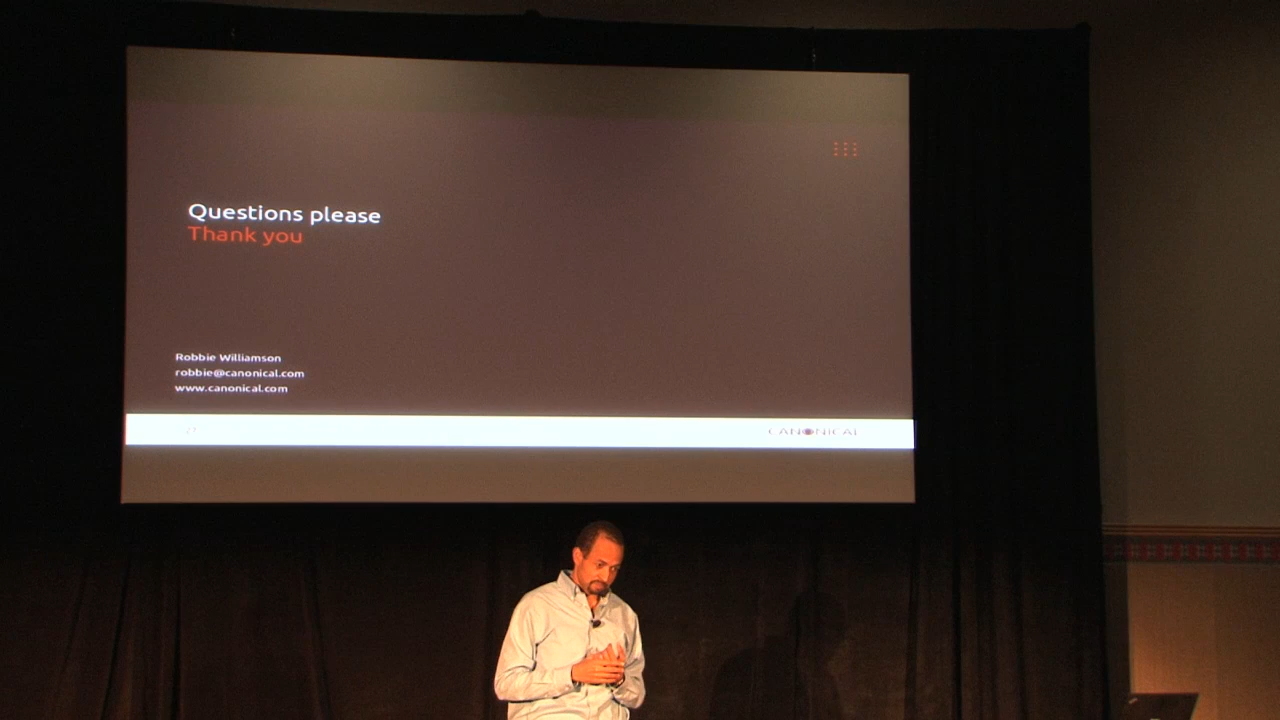 Questions please
Thank you
Robbie Williamson
robbie@canonical.com
www.canonical.com
CANONICAL